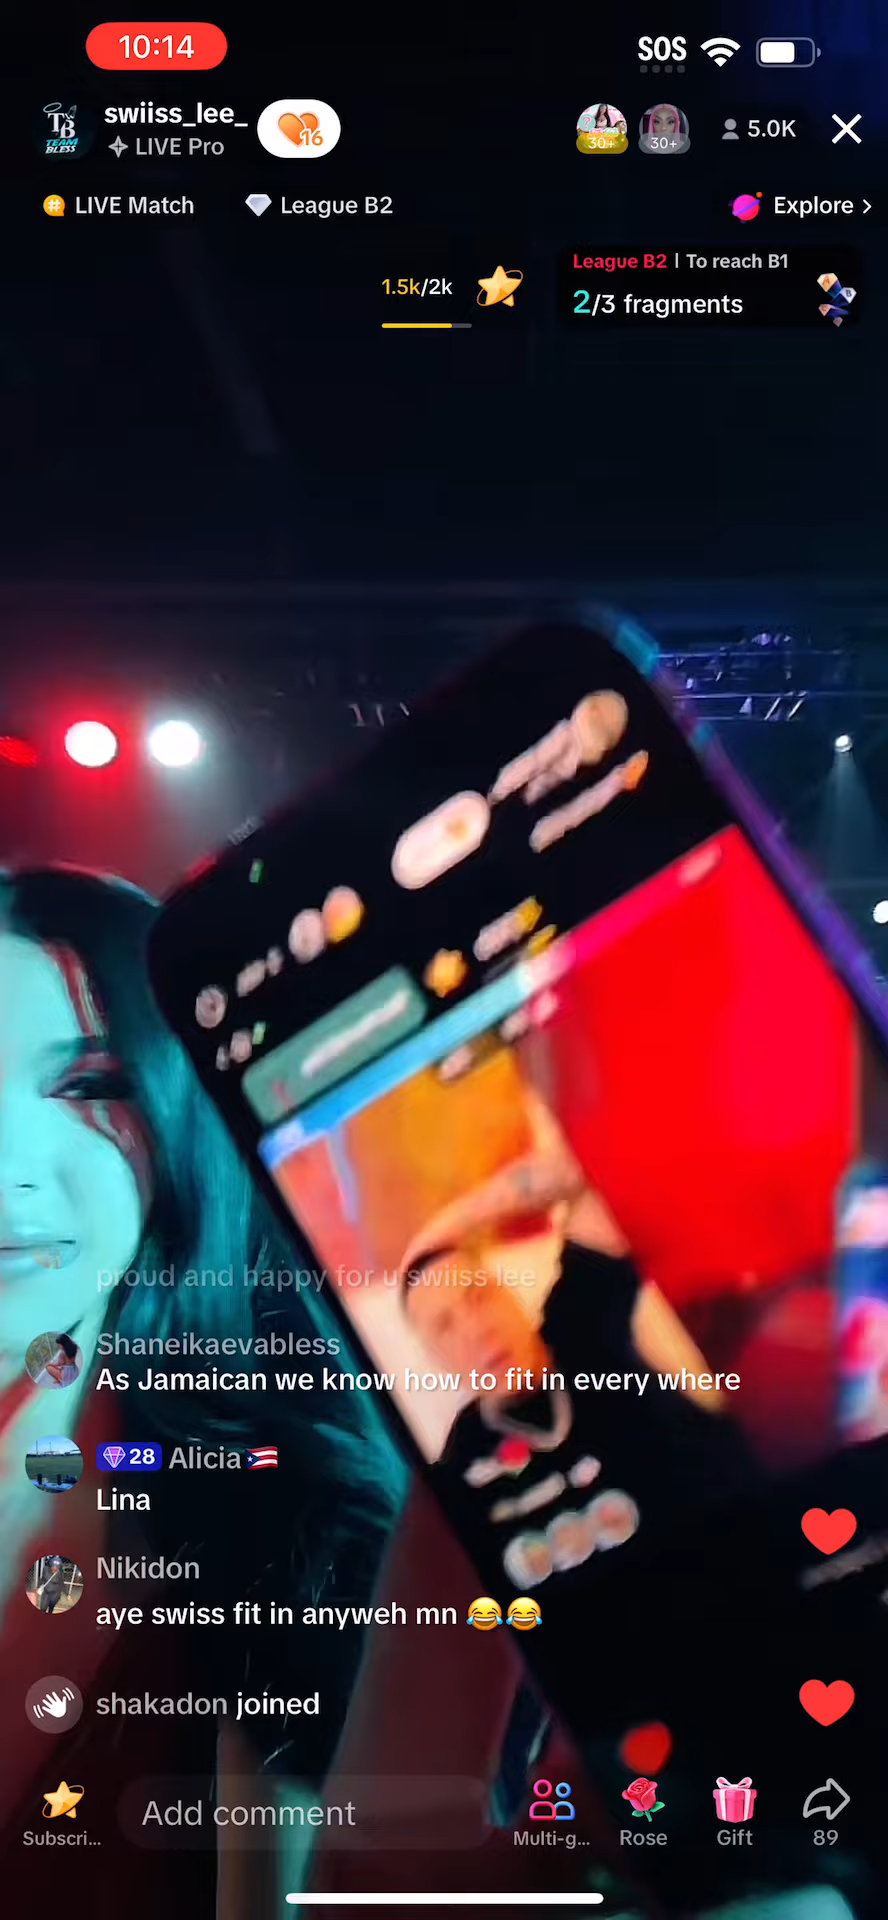 10:14
SOS
TB
TEAM
BLESS
swiiss_lee_
LIVE Pro
16
30+
30+
5.0K
LIVE Match
League B2
Explore
1.5k/2k
League B2 | To reach B1
2/3 fragments
proud and happy for u swiiss lee
Shaneikaevabless
As Jamaican we know how to fit in every where
28 Alicia🇵🇷
Lina
Nikidon
aye swiss fit in anyweh mn 😂😂
shakadon joined
Add comment
Subscri...
Multi-g...
Rose
Gift
89